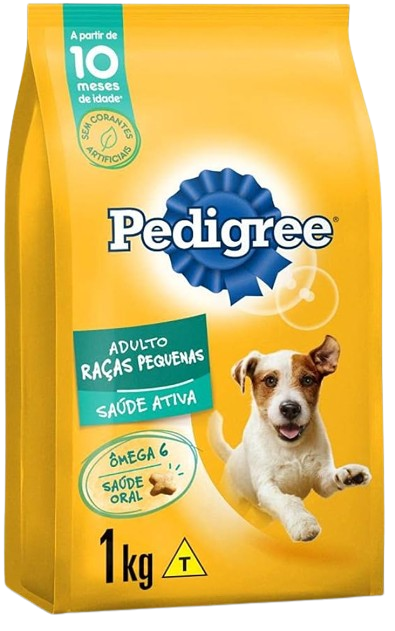 A partir de
10
meses
de idade*
SEM CORANTES
ARTIFICIAIS
Pedigree®
ADULTO
RAÇAS PEQUENAS
SAÚDE ATIVA
ÔMEGA 6
SAÚDE
ORAL
1kg
T